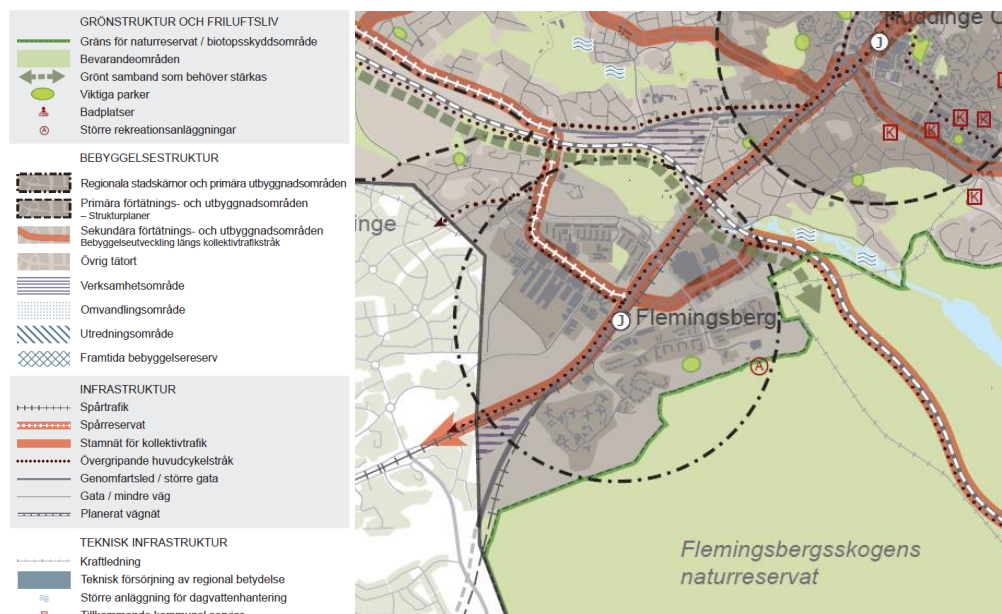 GRÖNSTRUKTUR OCH FRILUFTSLIV
Gräns för naturreservat / biotopsskyddsområde
Bevarandeområden
Grönt samband som behöver stärkas
Viktiga parker
Badplatser
A Större rekreationsanläggningar
BEBYGGELSESTRUKTUR
Regionala stadskärnor och primära utbyggnadsområden
Primära förtätnings- och utbyggnadsområden
– Strukturplaner
Sekundära förtätnings- och utbyggnadsområden
Bebyggelseutveckling längs kollektivtrafikstråk
Övrig tätort
Verksamhetsområde
Omvandlingsområde
Utredningsområde
Framtida bebyggelsereserv
INFRASTRUKTUR
Spårtrafik
Spårreservat
Stamnät för kollektivtrafik
Övergripande huvudcykelstråk
Genomfartsled / större gata
Gata / mindre väg
Planerat vägnät
TEKNISK INFRASTRUKTUR
Kraftledning
Teknisk försörjning av regional betydelse
Större anläggning för dagvattenhantering
K Tillkommande kommunal service
Huddinge C
J
K
K
K
K
K
K
inge
J Flemingsberg
A
Flemingsbergsskogens
naturreservat